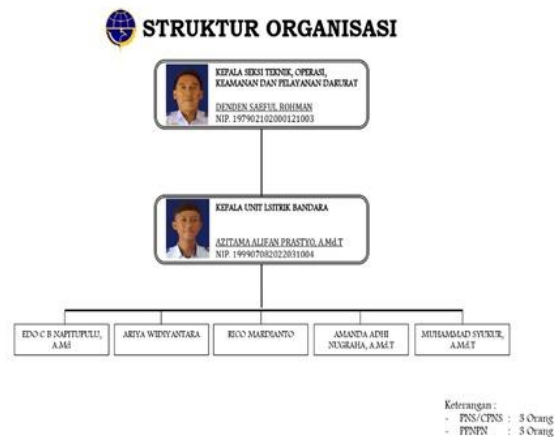 STRUKTUR ORGANISASI
KEPALA SEKSI TEKNIK, OPERASI,
KEAMANAN DAN PELAYANAN DARURAT
DENDEN SAEFUL ROHMAN
NIP. 197902102000121003
KEPALA UNIT LSITRIK BANDARA
AZITAMA ALIFAN PRASTYO, A.Md.T
NIP. 199907082022031004
EDO C B NAPITUPULU,
A.Md
ARIYA WIDIYANTARA
RICO MARDIANTO
AMANDA ADHI
NUGRAHA, A.Md.T
MUHAMMAD SYUKUR,
A.Md.T
Keterangan :
- PNS/CPNS : 3 Orang
- PPNPN : 3 Orang